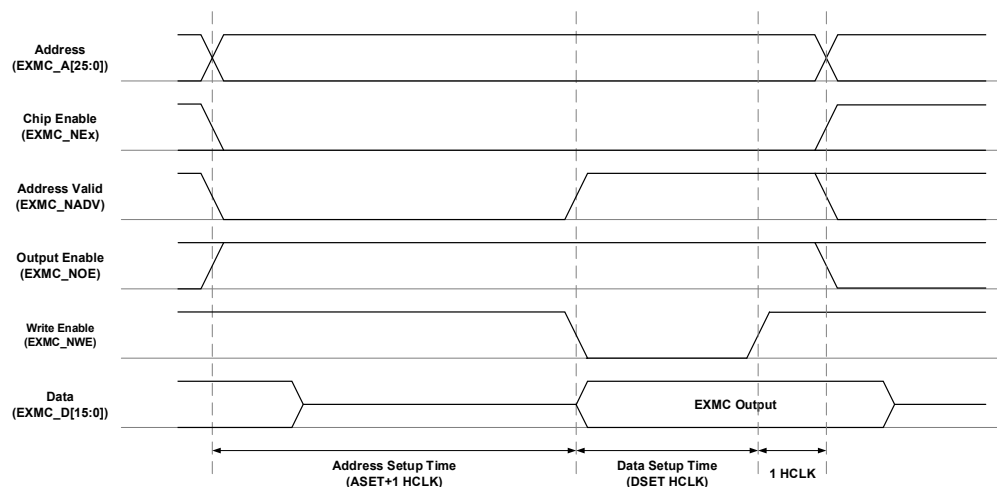 Address
(EXMC_A[25:0])
Chip Enable
(EXMC_NEx)
Address Valid
(EXMC_NADV)
Output Enable
(EXMC_NOE)
Write Enable
(EXMC_NWE)
Data
(EXMC_D[15:0])
EXMC Output
Address Setup Time
(ASET+1 HCLK)
Data Setup Time
(DSET HCLK)
1 HCLK